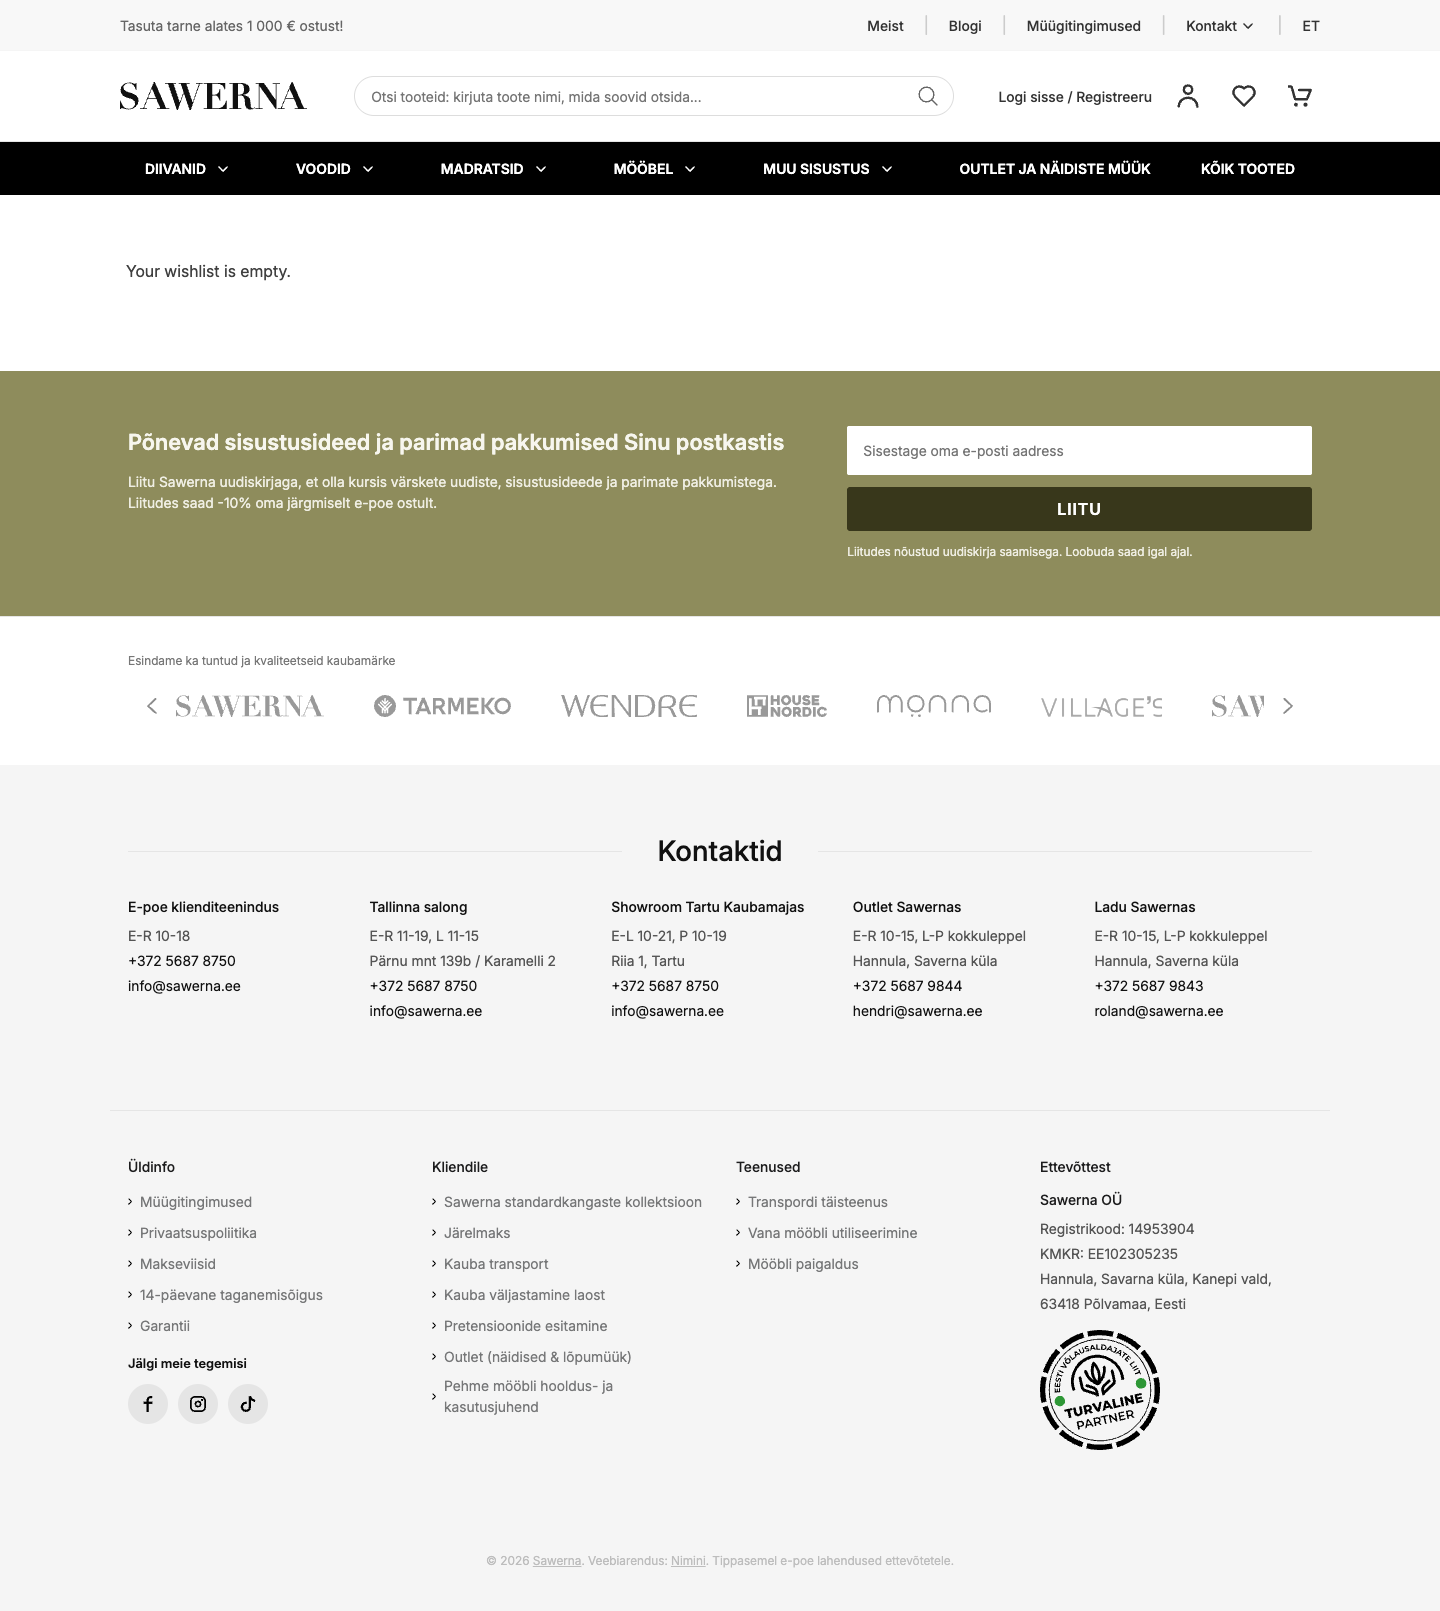 Tasuta tarne alates 1 000 € ostust!
Meist
Blogi
Müügitingimused
Kontakt
ET
SAWERNA
Otsi tooteid: kirjuta toote nimi, mida soovid otsida...
Logi sisse / Registreeru
DIIVANID
VOODID
MADRATSID
MÖÖBEL
MUU SISUSTUS
OUTLET JA NÄIDISTE MÜÜK
KÕIK TOOTED
Your wishlist is empty.
Põnevad sisustusideed ja parimad pakkumised Sinu postkastis
Liitu Sawerna uudiskirjaga, et olla kursis värskete uudiste, sisustusideede ja parimate pakkumistega.
Liitudes saad -10% oma järgmiselt e-poe ostult.
Sisestage oma e-posti aadress
LIITU
Liitudes nõustud uudiskirja saamisega. Loobuda saad igal ajal.
Esindame ka tuntud ja kvaliteetseid kaubamärke
SAWERNA
TARMEKO
WENDRE
HOUSE
NORDIC
monna
VILLAGE'S
SAW
Kontaktid
E-poe klienditeenindus
E-R 10-18
+372 5687 8750
info@sawerna.ee
Tallinna salong
E-R 11-19, L 11-15
Pärnu mnt 139b / Karamelli 2
+372 5687 8750
info@sawerna.ee
Showroom Tartu Kaubamajas
E-L 10-21, P 10-19
Riia 1, Tartu
+372 5687 8750
info@sawerna.ee
Outlet Sawernas
E-R 10-15, L-P kokkuleppel
Hannula, Saverna küla
+372 5687 9844
hendri@sawerna.ee
Ladu Sawernas
E-R 10-15, L-P kokkuleppel
Hannula, Saverna küla
+372 5687 9843
roland@sawerna.ee
Üldinfo
Müügitingimused
Privaatsuspoliitika
Makseviisid
14-päevane taganemisõigus
Garantii
Jälgi meie tegemisi
Kliendile
Sawerna standardkangaste kollektsioon
Järelmaks
Kauba transport
Kauba väljastamine laost
Pretensioonide esitamine
Outlet (näidised & lõpumüük)
Pehme mööbli hooldus- ja
kasutusjuhend
Teenused
Transpordi täisteenus
Vana mööbli utiliseerimine
Mööbli paigaldus
Ettevõttest
Sawerna OÜ
Registrikood: 14953904
KMKR: EE102305235
Hannula, Savarna küla, Kanepi vald,
63418 Põlvamaa, Eesti
EESTI VÕLAUSALDAJATE LIIT
TURVALINE
PARTNER
© 2026 Sawerna. Veebiarendus: Nimini. Tippasemel e-poe lahendused ettevõtetele.